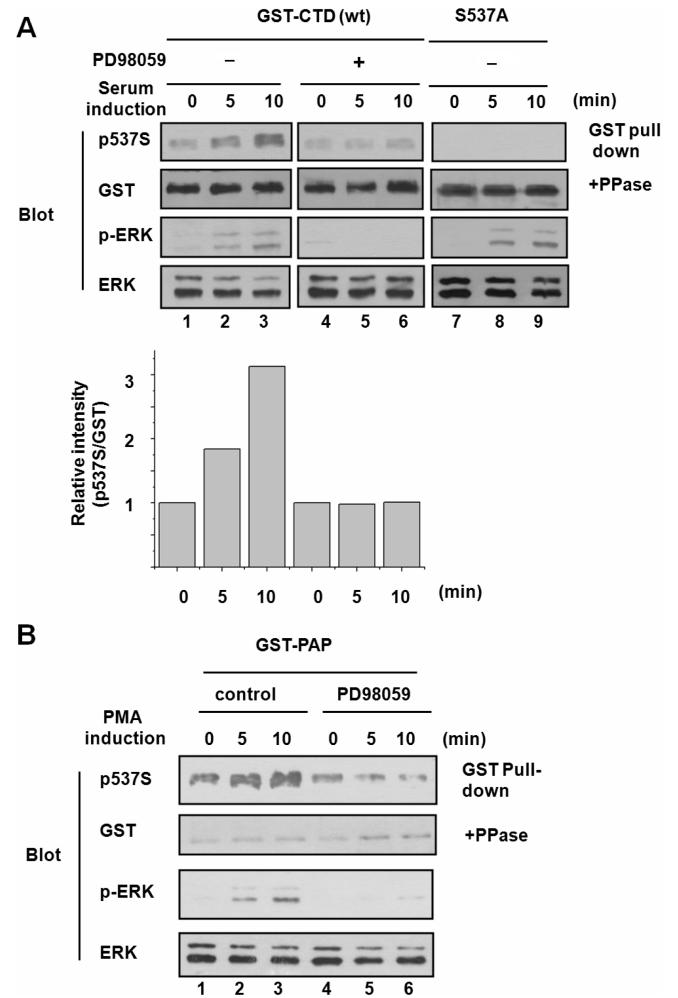 A
GST-CTD (wt) S537A
PD98059 – + –
Serum induction 0 5 10 0 5 10 0 5 10 (min)
p537S GST pull down
GST +PPase
Blot
p-ERK
ERK
1 2 3 4 5 6 7 8 9
Relative intensity (p537S/GST)
3
2
1
0 5 10 0 5 10 (min)
B
GST-PAP
control PD98059
PMA induction 0 5 10 0 5 10 (min)
p537S GST Pull-down
GST +PPase
Blot
p-ERK
ERK
1 2 3 4 5 6